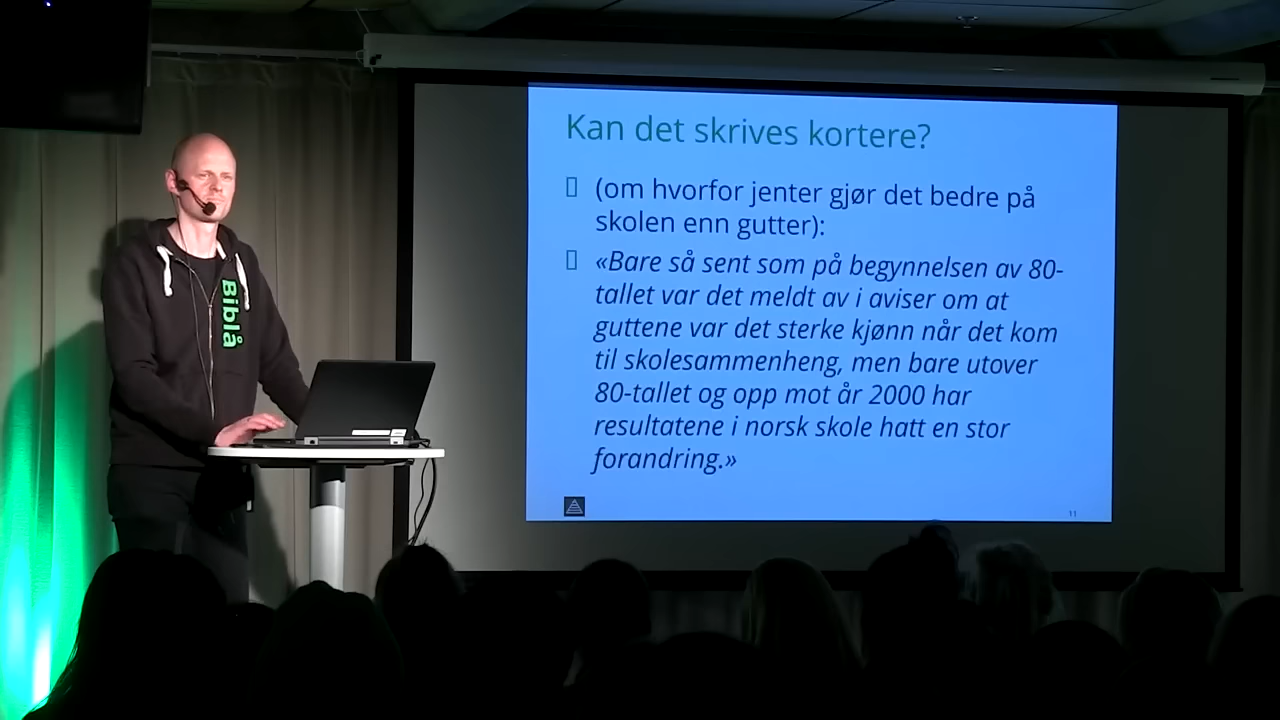 Kan det skrives kortere?
(om hvorfor jenter gjør det bedre på
skolen enn gutter):
«Bare så sent som på begynnelsen av 80-
tallet var det meldt av i aviser om at
guttene var det sterke kjønn når det kom
til skolesammenheng, men bare utover
80-tallet og opp mot år 2000 har
resultatene i norsk skole hatt en stor
forandring.»
11
Biblå